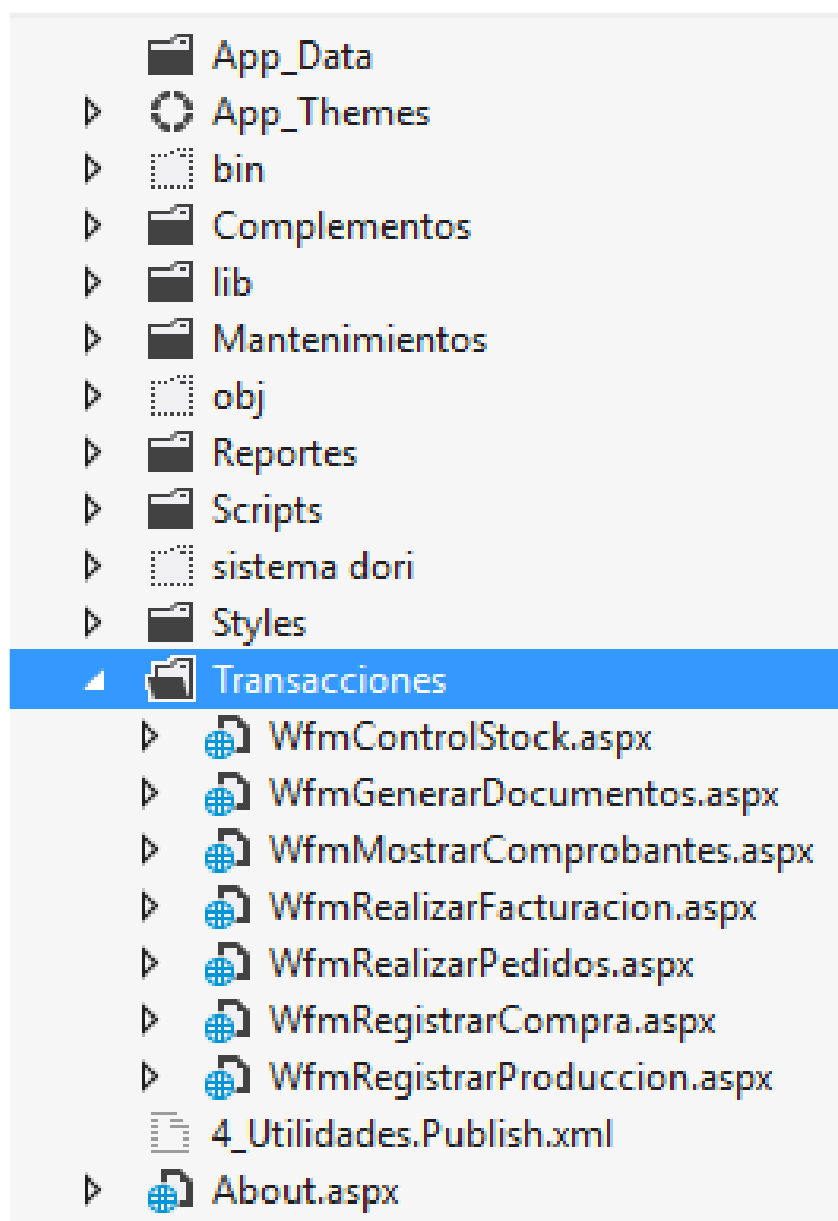 App_Data
App_Themes
bin
Complementos
lib
Mantenimientos
obj
Reportes
Scripts
sistema dori
Styles
Transacciones
WfmControlStock.aspx
WfmGenerarDocumentos.aspx
WfmMostrarComprobantes.aspx
WfmRealizarFacturacion.aspx
WfmRealizarPedidos.aspx
WfmRegistrarCompra.aspx
WfmRegistrarProduccion.aspx
4_Utilidades.Publish.xml
About.aspx